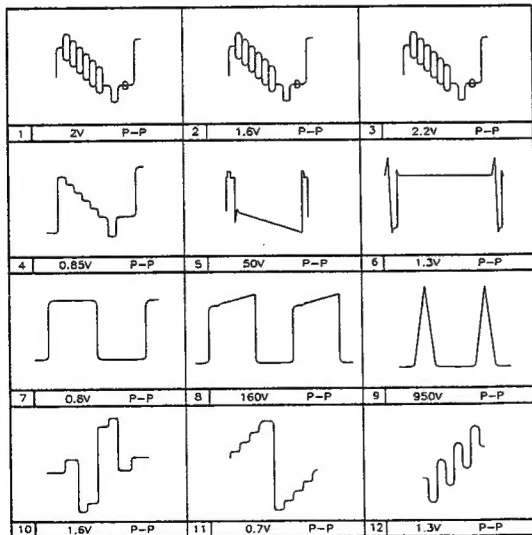 1 2V P-P
2 1.6V P-P
3 2.2V P-P
4 0.85V P-P
5 50V P-P
6 1.3V P-P
7 0.8V P-P
8 160V P-P
9 950V P-P
10 1.6V P-P
11 0.7V P-P
12 1.3V P-P